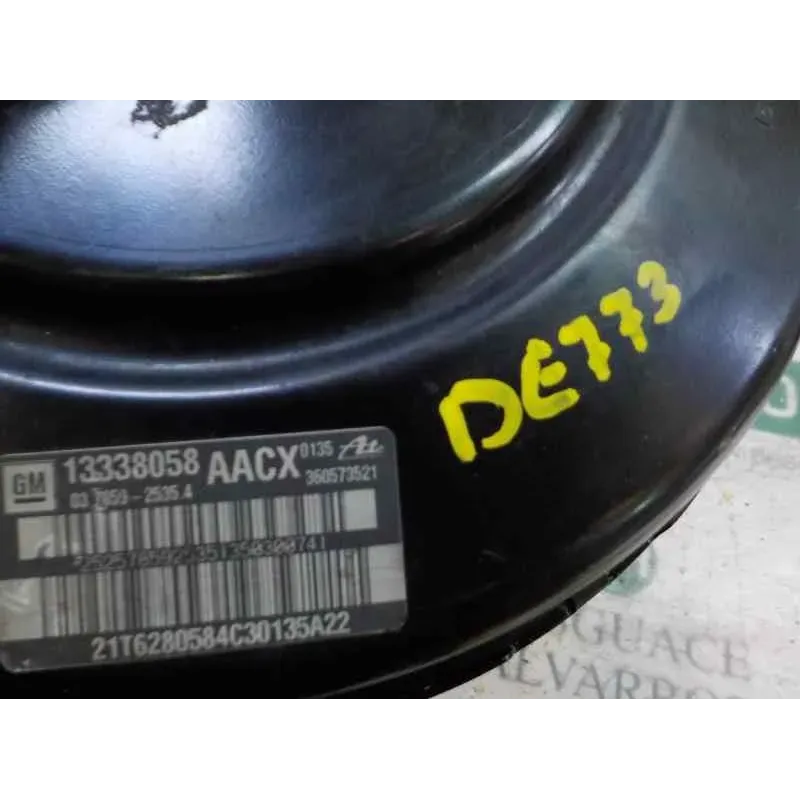 DE773
GM 13338058 AACX 0135 Ate
360573521
03.7859-2535.4
21T6280584C30135A22